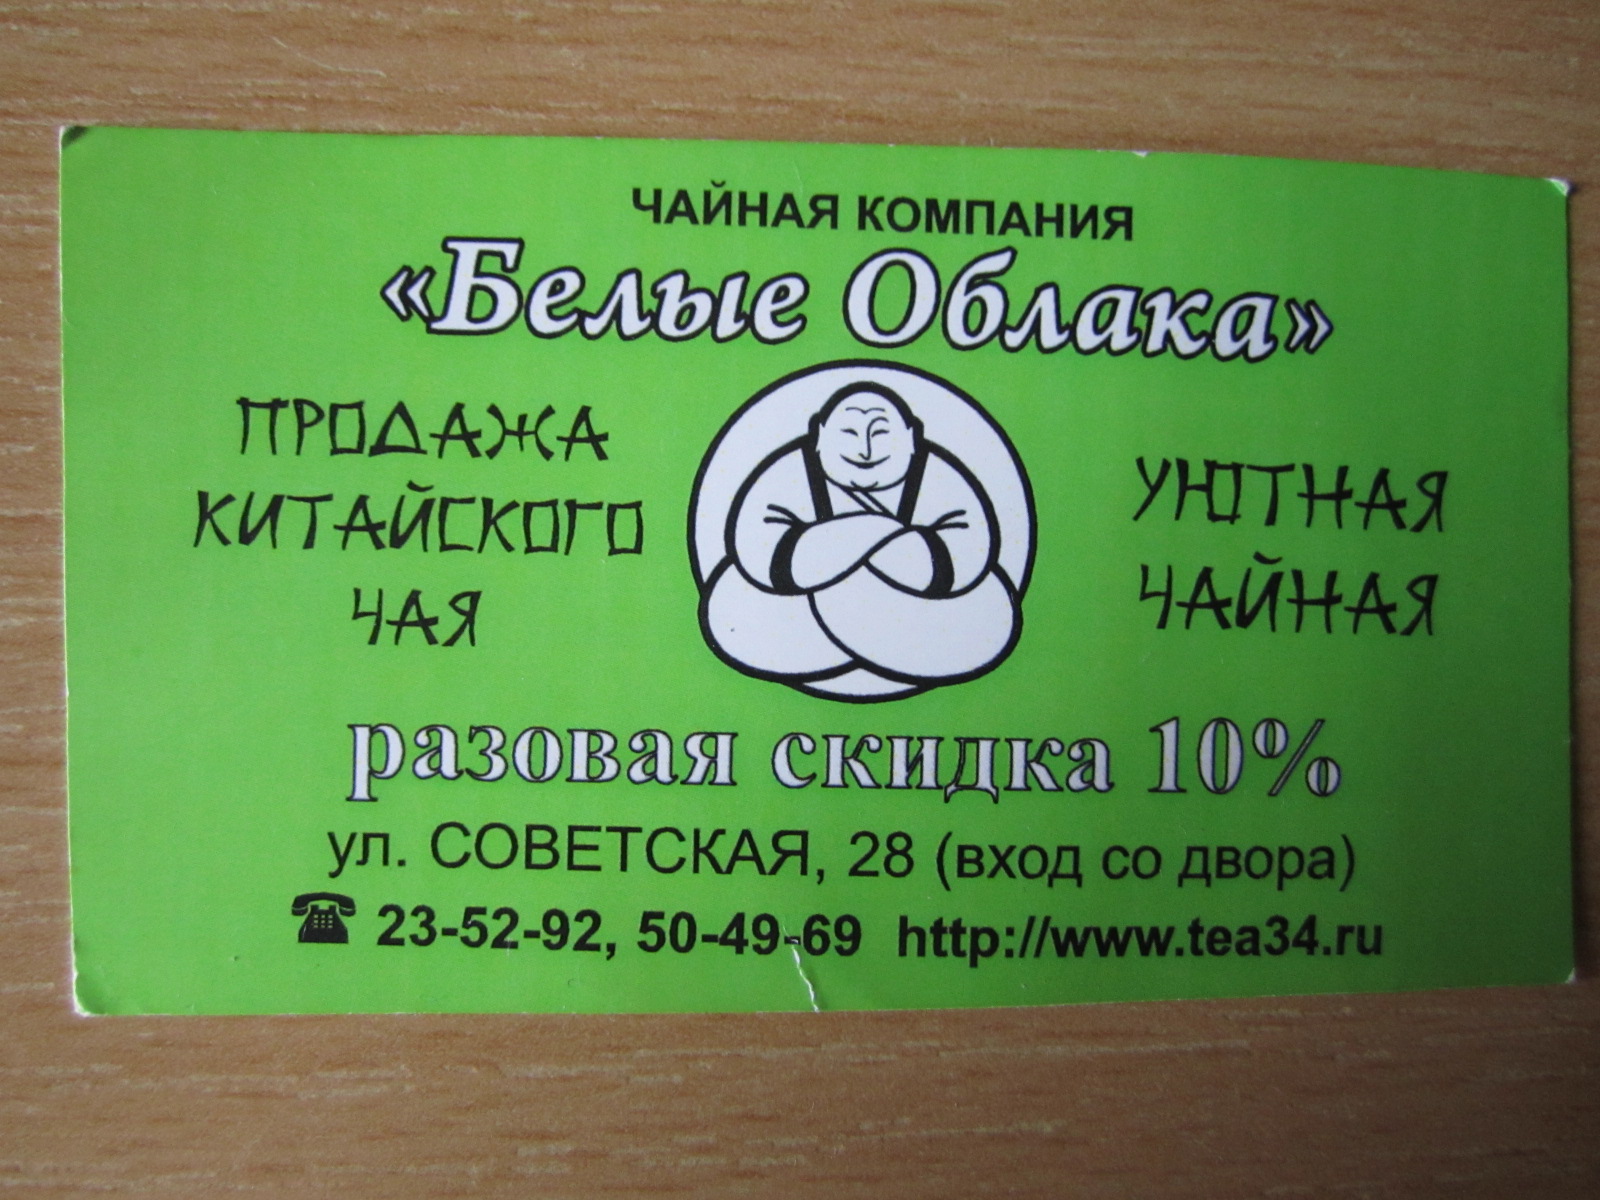 ЧАЙНАЯ КОМПАНИЯ
«Белые Облака»
ПРОДАЖА
КИТАЙСКОГО
ЧАЯ
УЮТНАЯ
ЧАЙНАЯ
разовая скидка 10%
ул. СОВЕТСКАЯ, 28 (вход со двора)
23-52-92, 50-49-69 http://www.tea34.ru